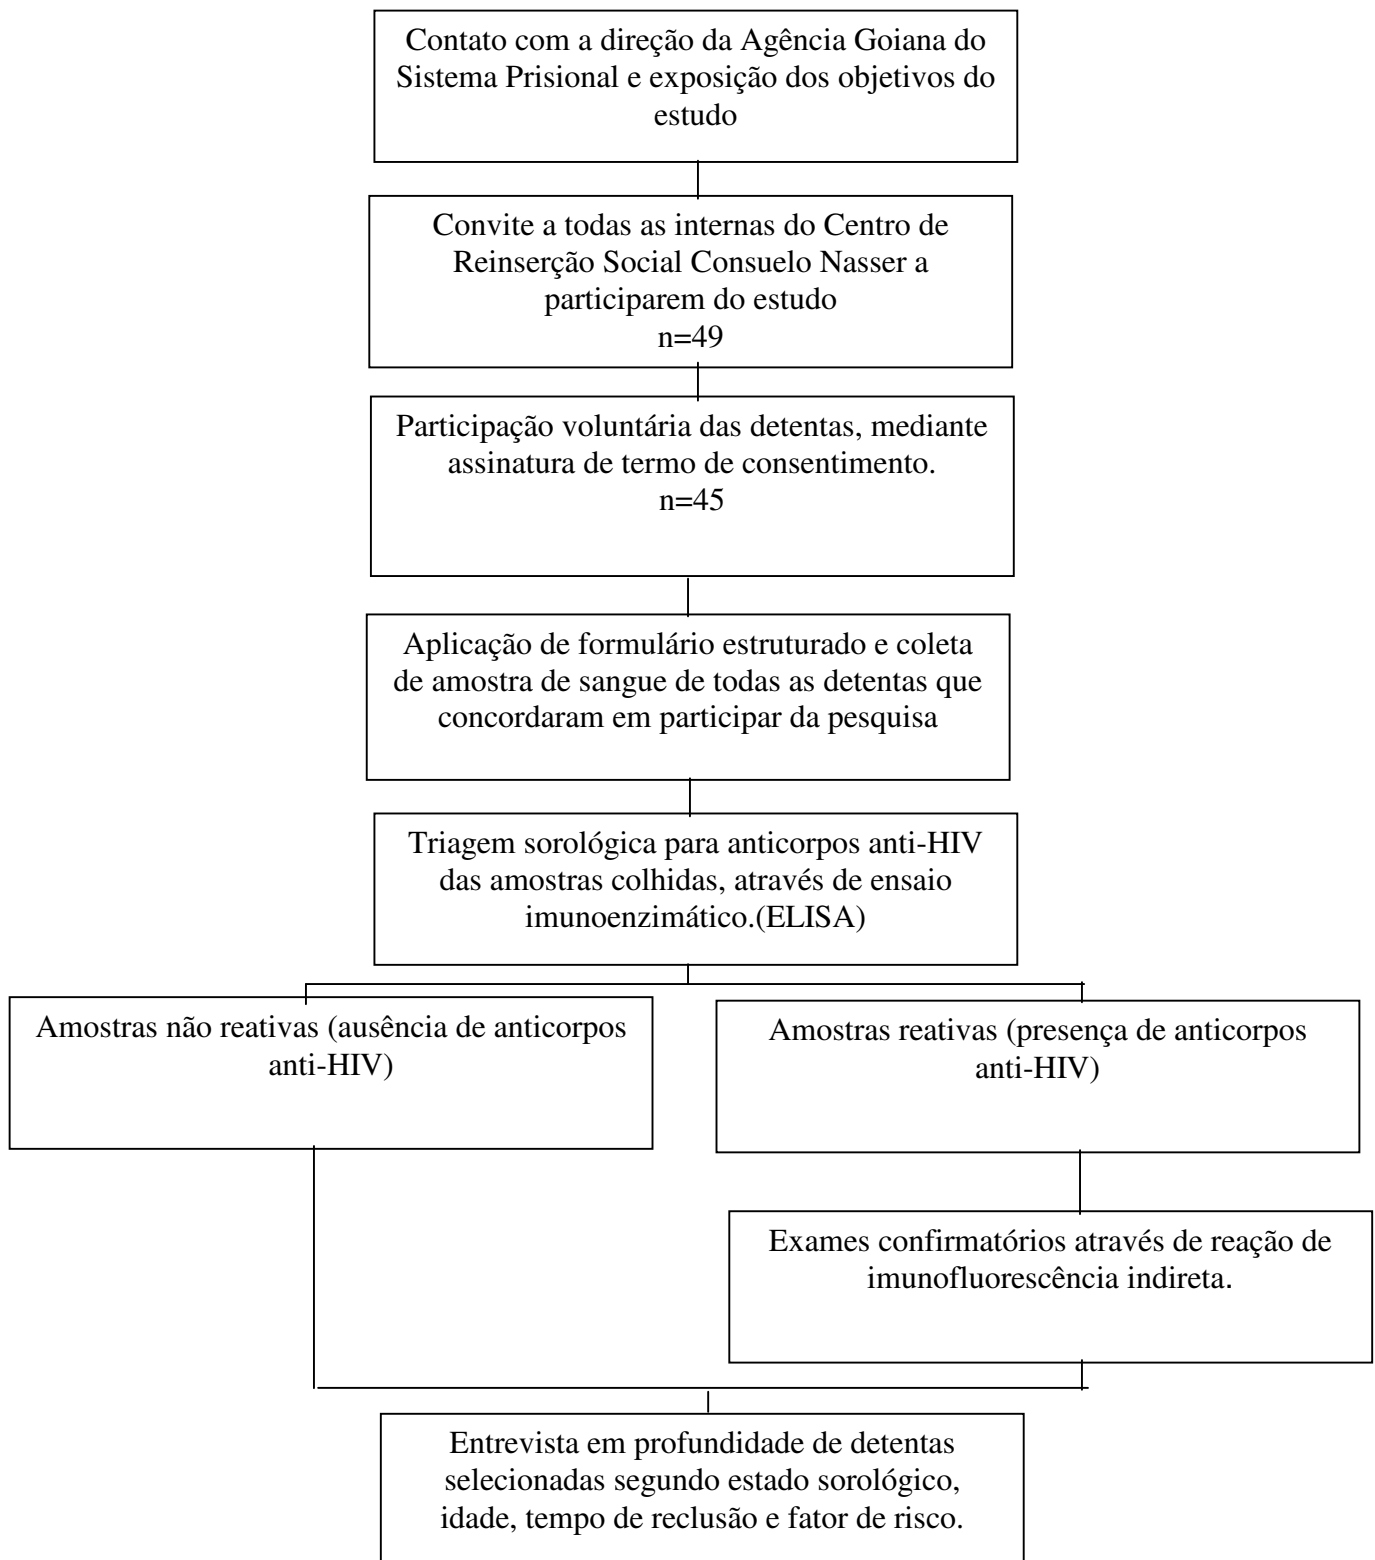 Contato com a direção da Agência Goiana do
Sistema Prisional e exposição dos objetivos do
estudo
Convite a todas as internas do Centro de
Reinserção Social Consuelo Nasser a
participarem do estudo
n=49
Participação voluntária das detentas, mediante
assinatura de termo de consentimento.
n=45
Aplicação de formulário estruturado e coleta
de amostra de sangue de todas as detentas que
concordaram em participar da pesquisa
Triagem sorológica para anticorpos anti-HIV
das amostras colhidas, através de ensaio
imunoenzimático.(ELISA)
Amostras não reativas (ausência de anticorpos
anti-HIV)
Amostras reativas (presença de anticorpos
anti-HIV)
Exames confirmatórios através de reação de
imunofluorescência indireta.
Entrevista em profundidade de detentas
selecionadas segundo estado sorológico,
idade, tempo de reclusão e fator de risco.